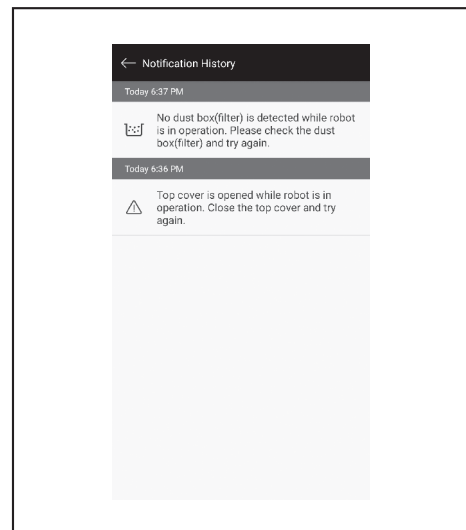 Notification History
Today 6:37 PM
No dust box(filter) is detected while robot
is in operation. Please check the dust
box(filter) and try again.
Today 6:36 PM
Top cover is opened while robot is in
operation. Close the top cover and try
again.